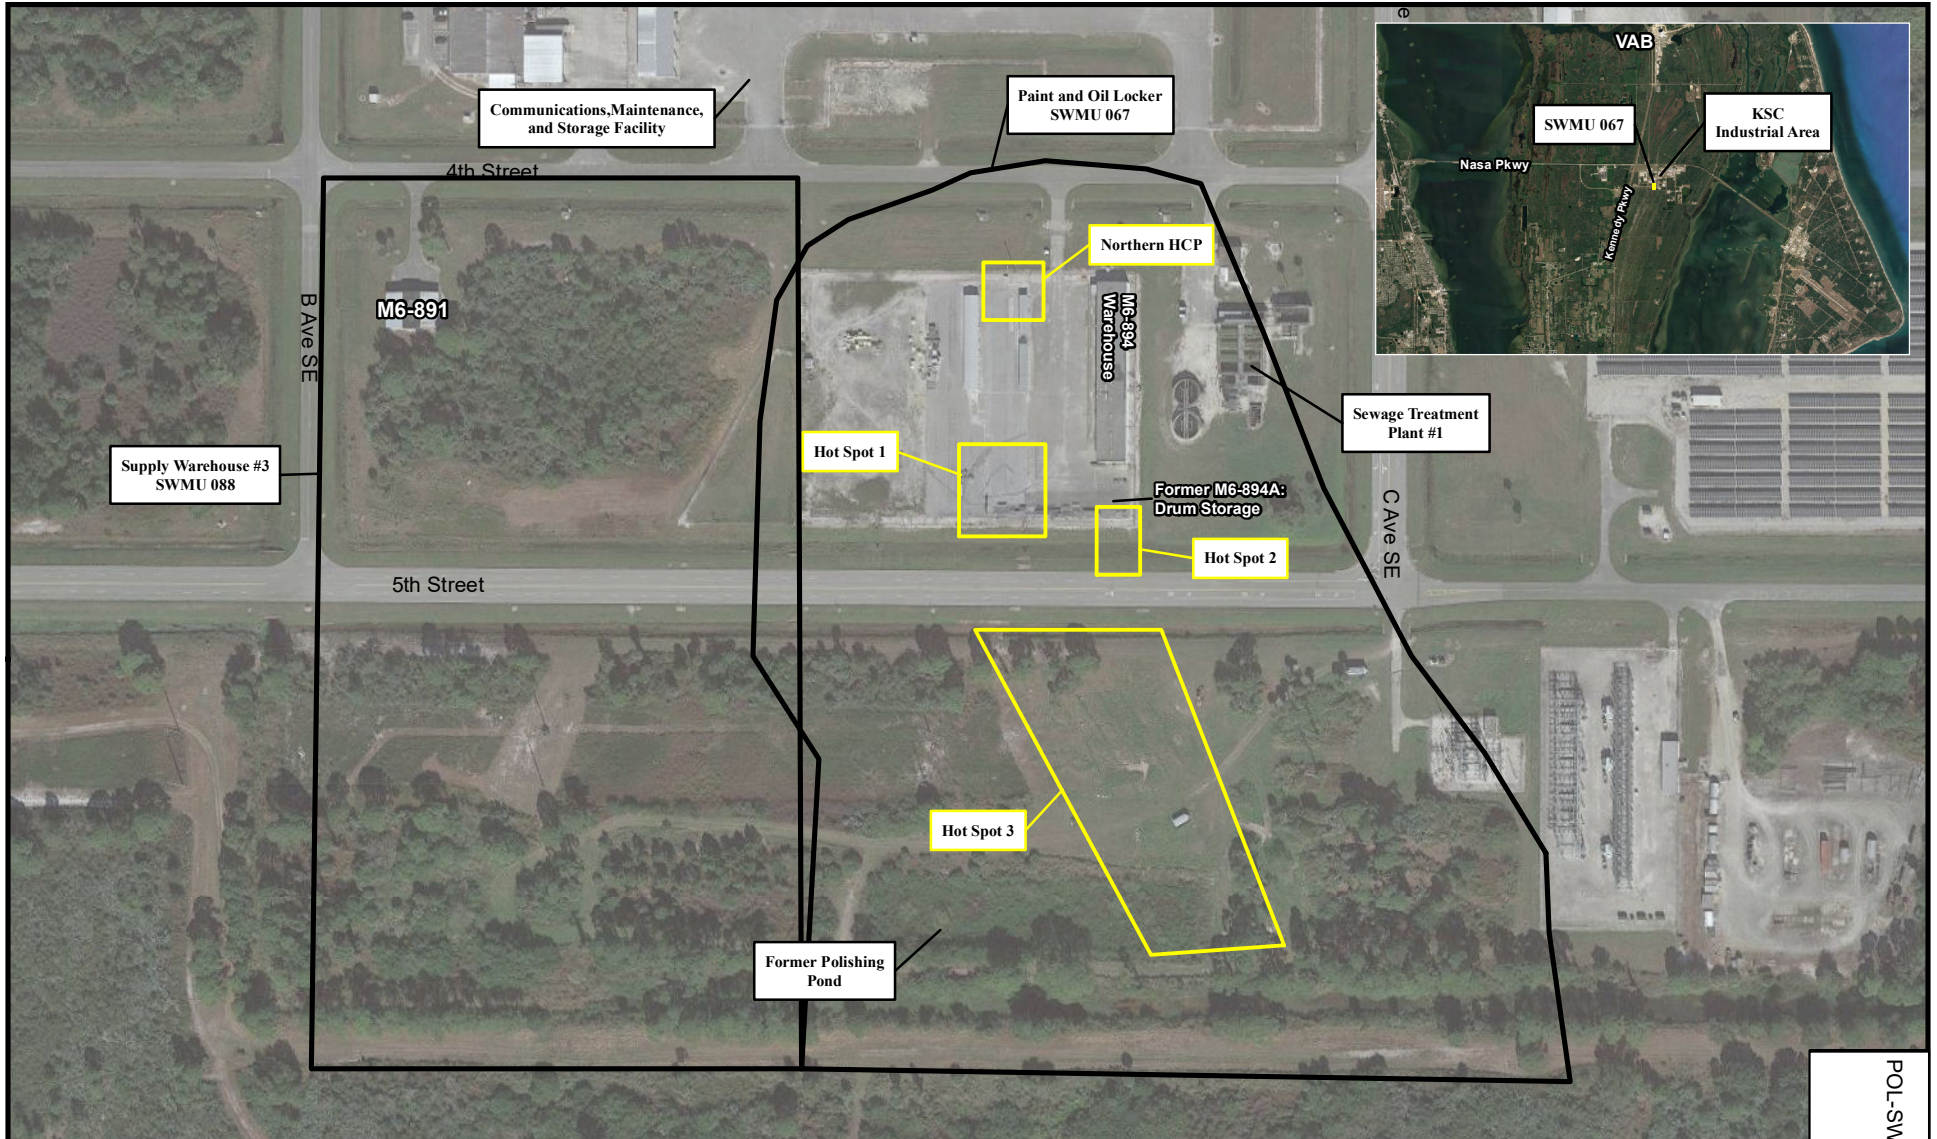 VAB
SWMU 067
KSC
Industrial Area
Nasa Pkwy
Kennedy Pkwy
Communications,Maintenance,
and Storage Facility
Paint and Oil Locker
SWMU 067
4th Street
Northern HCP
M6-891
M6-894
Warehouse
B Ave SE
Sewage Treatment
Plant #1
Hot Spot 1
Supply Warehouse #3
SWMU 088
Former M6-894A:
Drum Storage
C Ave SE
Hot Spot 2
5th Street
Hot Spot 3
Former Polishing
Pond
POL-SW